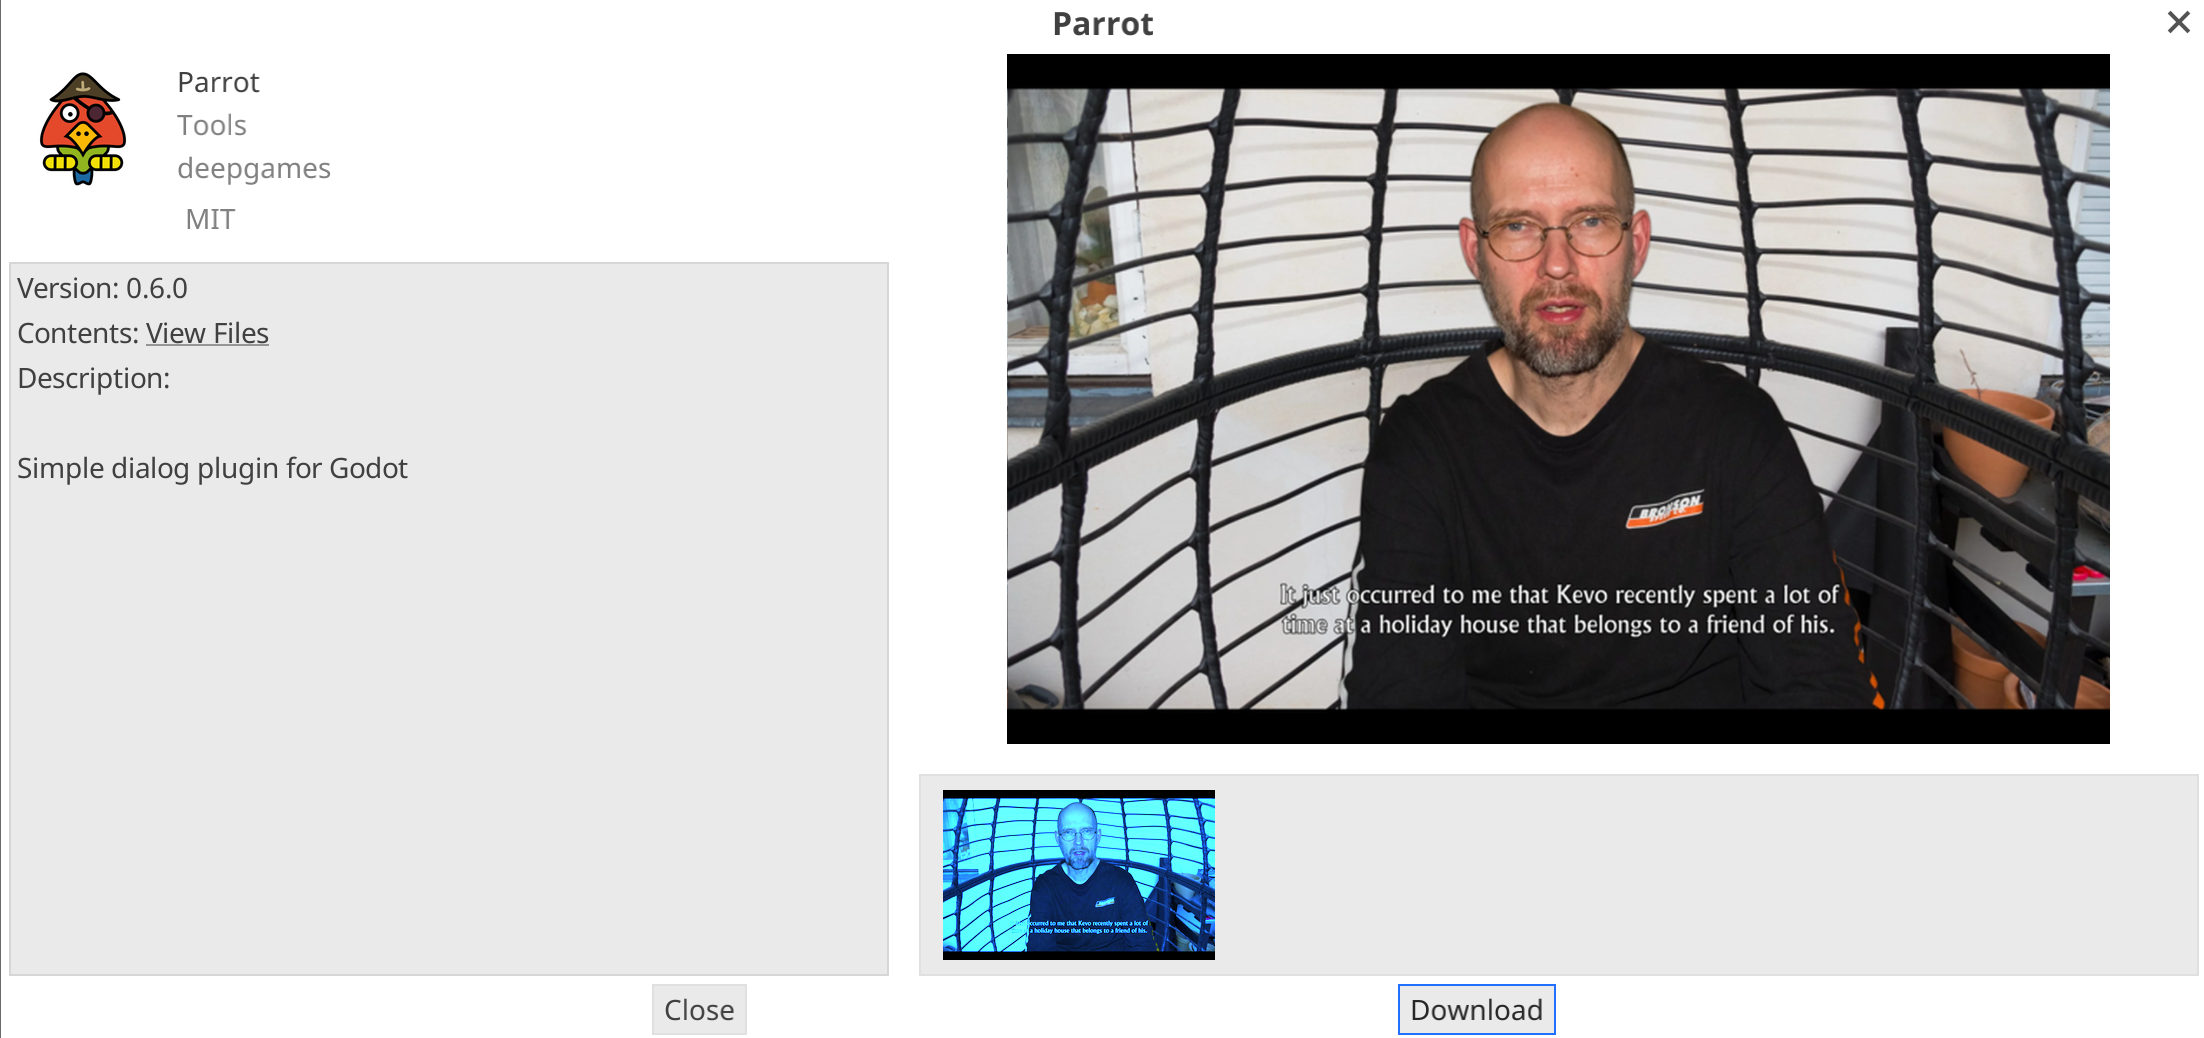 Parrot
Parrot
Tools
deepgames
MIT
Version: 0.6.0
Contents: View Files
Description:
Simple dialog plugin for Godot
BRONSON
It just occurred to me that Kevo recently spent a lot of
time at a holiday house that belongs to a friend of his.
occurred to me that Kevo recently spent a lot of
a holiday house that belongs to a friend of his.
Close
Download